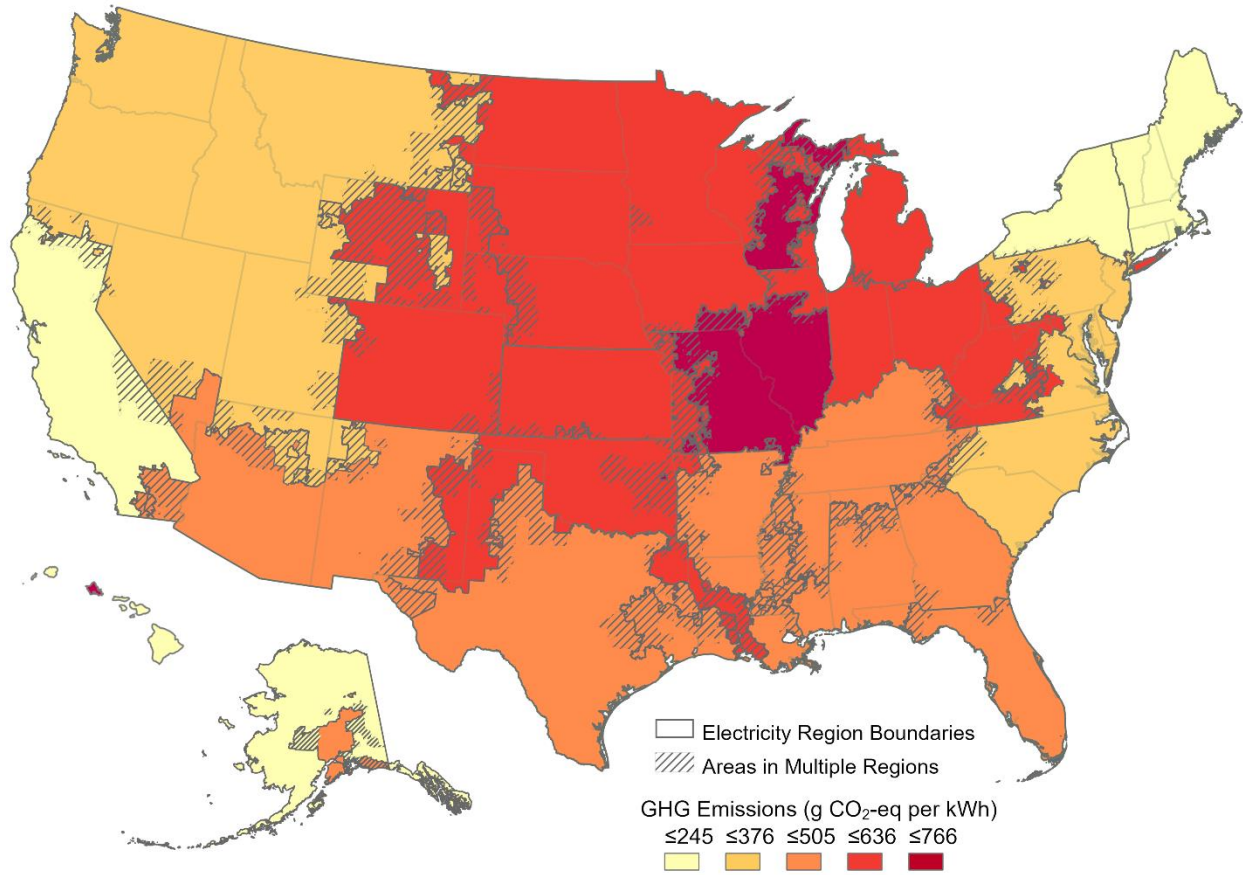 Electricity Region Boundaries
Areas in Multiple Regions
GHG Emissions (g CO₂-eq per kWh)
≤245 ≤376 ≤505 ≤636 ≤766